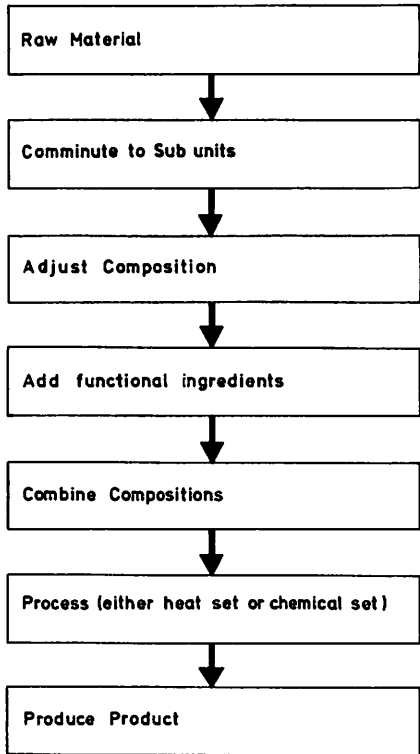 Raw Material
Comminute to Sub units
Adjust Composition
Add functional ingredients
Combine Compositions
Process (either heat set or chemical set)
Produce Product